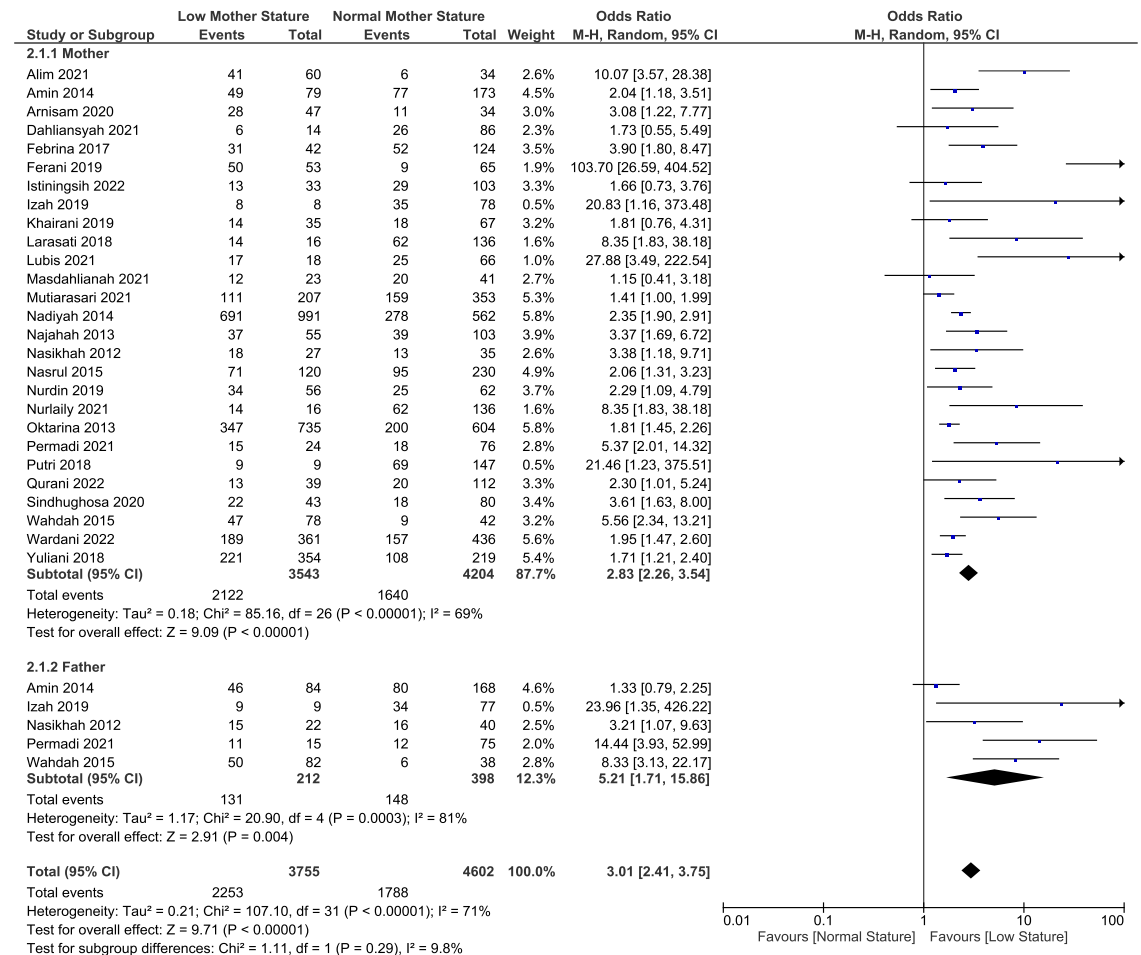 Low Mother Stature Normal Mother Stature Odds Ratio Odds Ratio
Study or Subgroup Events Total Events Total Weight M-H, Random, 95% CI M-H, Random, 95% CI
2.1.1 Mother
Alim 2021 41 60 6 34 2.6% 10.07 [3.57, 28.38]
Amin 2014 49 79 77 173 4.5% 2.04 [1.18, 3.51]
Arnisam 2020 28 47 11 34 3.0% 3.08 [1.22, 7.77]
Dahliansyah 2021 6 14 26 86 2.3% 1.73 [0.55, 5.49]
Febrina 2017 31 42 52 124 3.5% 3.90 [1.80, 8.47]
Ferani 2019 50 53 9 65 1.9% 103.70 [26.59, 404.52]
Istiningsih 2022 13 33 29 103 3.3% 1.66 [0.73, 3.76]
Izah 2019 8 8 35 78 0.5% 20.83 [1.16, 373.48]
Khairani 2019 14 35 18 67 3.2% 1.81 [0.76, 4.31]
Larasati 2018 14 16 62 136 1.6% 8.35 [1.83, 38.18]
Lubis 2021 17 18 25 66 1.0% 27.88 [3.49, 222.54]
Masdahlianah 2021 12 23 20 41 2.7% 1.15 [0.41, 3.18]
Mutiarasari 2021 111 207 159 353 5.3% 1.41 [1.00, 1.99]
Nadiyah 2014 691 991 278 562 5.8% 2.35 [1.90, 2.91]
Najahah 2013 37 55 39 103 3.9% 3.37 [1.69, 6.72]
Nasikhah 2012 18 27 13 35 2.6% 3.38 [1.18, 9.71]
Nasrul 2015 71 120 95 230 4.9% 2.06 [1.31, 3.23]
Nurdin 2019 34 56 25 62 3.7% 2.29 [1.09, 4.79]
Nurlaily 2021 14 16 62 136 1.6% 8.35 [1.83, 38.18]
Oktarina 2013 347 735 200 604 5.8% 1.81 [1.45, 2.26]
Permadi 2021 15 24 18 76 2.8% 5.37 [2.01, 14.32]
Putri 2018 9 9 69 147 0.5% 21.46 [1.23, 375.51]
Qurani 2022 13 39 20 112 3.3% 2.30 [1.01, 5.24]
Sindhughosa 2020 22 43 18 80 3.4% 3.61 [1.63, 8.00]
Wahdah 2015 47 78 9 42 3.2% 5.56 [2.34, 13.21]
Wardani 2022 189 361 157 436 5.6% 1.95 [1.47, 2.60]
Yuliani 2018 221 354 108 219 5.4% 1.71 [1.21, 2.40]
Subtotal (95% CI) 3543 4204 87.7% 2.83 [2.26, 3.54]
Total events 2122 1640
Heterogeneity: Tau² = 0.18; Chi² = 85.16, df = 26 (P < 0.00001); I² = 69%
Test for overall effect: Z = 9.09 (P < 0.00001)
2.1.2 Father
Amin 2014 46 84 80 168 4.6% 1.33 [0.79, 2.25]
Izah 2019 9 9 34 77 0.5% 23.96 [1.35, 426.22]
Nasikhah 2012 15 22 16 40 2.5% 3.21 [1.07, 9.63]
Permadi 2021 11 15 12 75 2.0% 14.44 [3.93, 52.99]
Wahdah 2015 50 82 6 38 2.8% 8.33 [3.13, 22.17]
Subtotal (95% CI) 212 398 12.3% 5.21 [1.71, 15.86]
Total events 131 148
Heterogeneity: Tau² = 1.17; Chi² = 20.90, df = 4 (P = 0.0003); I² = 81%
Test for overall effect: Z = 2.91 (P = 0.004)
Total (95% CI) 3755 4602 100.0% 3.01 [2.41, 3.75]
Total events 2253 1788
Heterogeneity: Tau² = 0.21; Chi² = 107.10, df = 31 (P < 0.00001); I² = 71%
Test for overall effect: Z = 9.71 (P < 0.00001)
Test for subgroup differences: Chi² = 1.11, df = 1 (P = 0.29), I² = 9.8%
0.01 0.1 1 10 100
Favours [Normal Stature] Favours [Low Stature]